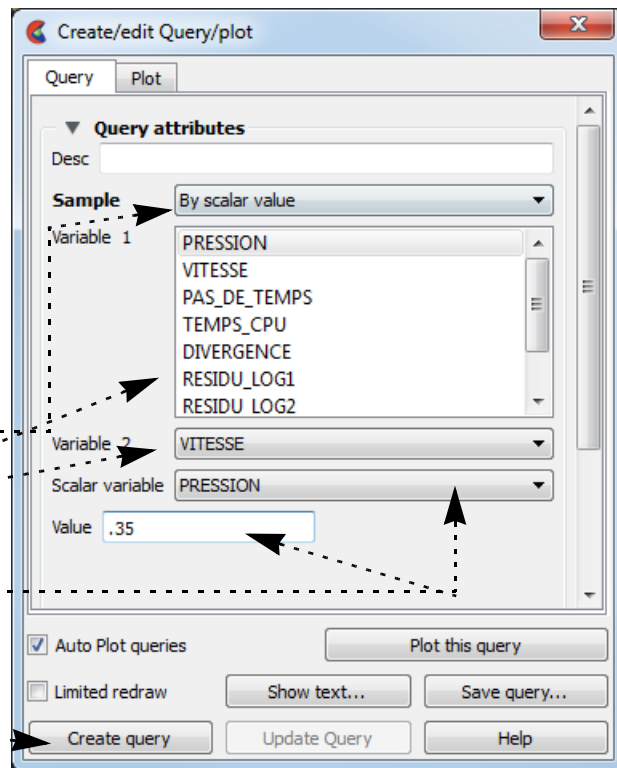 Create/edit Query/plot
Query Plot
Query attributes
Desc
Sample By scalar value
Variable 1
PRESSION
VITESSE
PAS_DE_TEMPS
TEMPS_CPU
DIVERGENCE
RESIDU_LOG1
RESIDU_LOG2
Variable 2 VITESSE
Scalar variable PRESSION
Value .35
Auto Plot queries Plot this query
Limited redraw Show text... Save query...
Create query Update Query Help